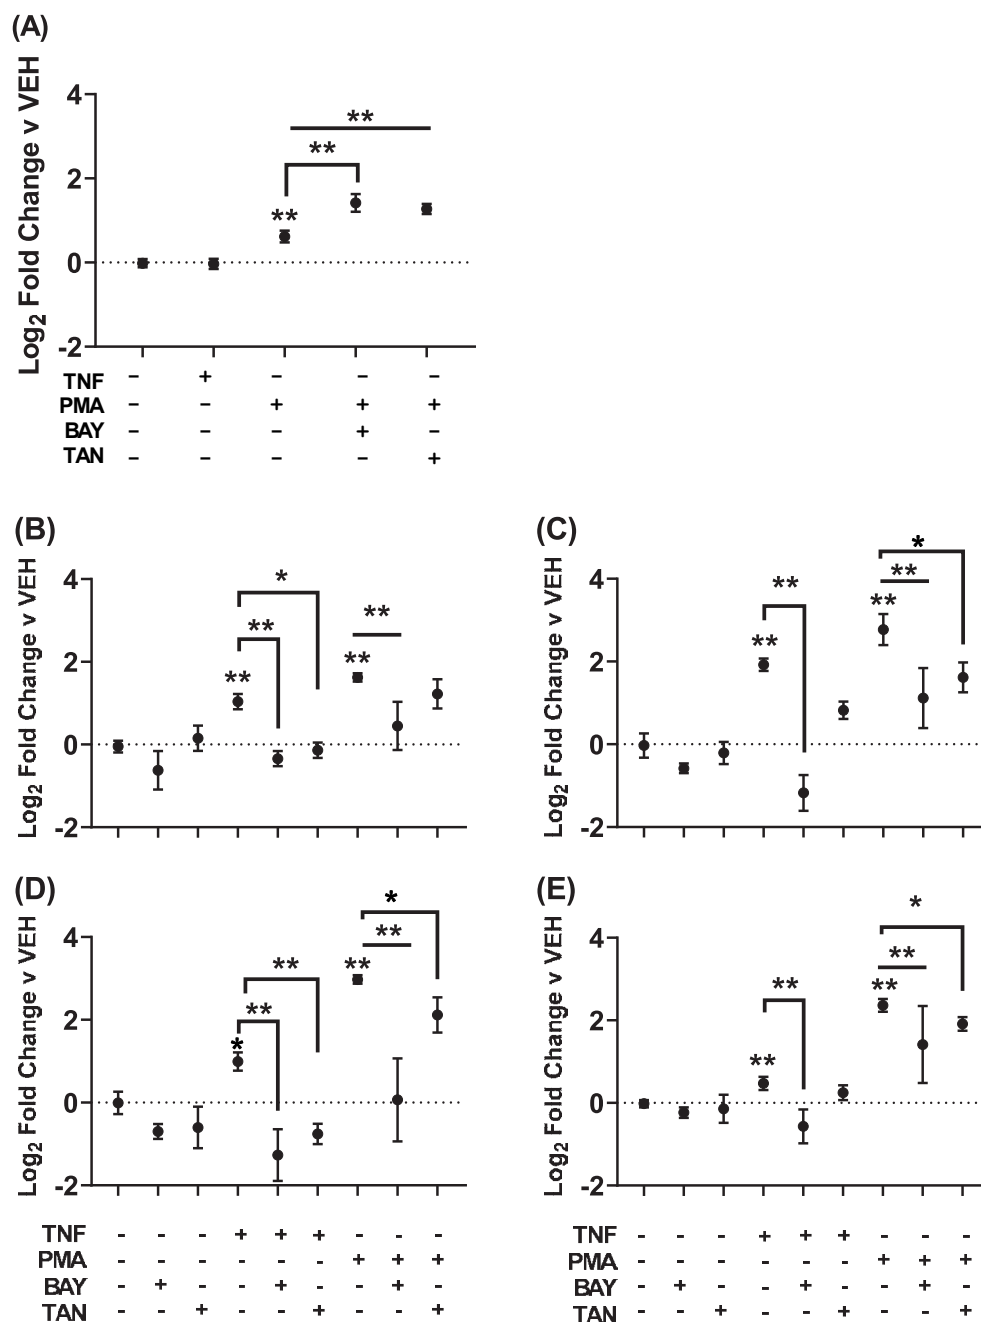 (A)
Log2 Fold Change v VEH
4
2
0
-2
**
**
**
TNF – + – – –
PMA – – + + +
BAY – – – + –
TAN – – – – +
(B)
Log2 Fold Change v VEH
4
2
0
-2
*
**
**
**
**
(C)
Log2 Fold Change v VEH
4
2
0
-2
*
**
**
**
**
(D)
Log2 Fold Change v VEH
4
2
0
-2
*
**
**
**
**
*
(E)
Log2 Fold Change v VEH
4
2
0
-2
*
**
**
**
**
TNF - - - + + + - - -
PMA - - - - - - + + +
BAY - + - - + - - + -
TAN - - + - - + - - +
TNF - - - + + + - - -
PMA - - - - - - + + +
BAY - + - - + - - + -
TAN - - + - - + - - +